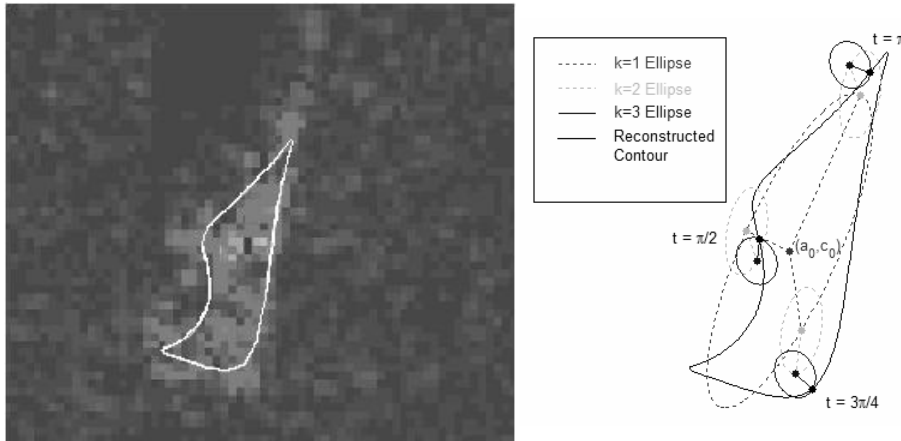 k=1 Ellipse
k=2 Ellipse
k=3 Ellipse
Reconstructed
Contour
t = π
t = π/2
(a₀,c₀)
t = 3π/4